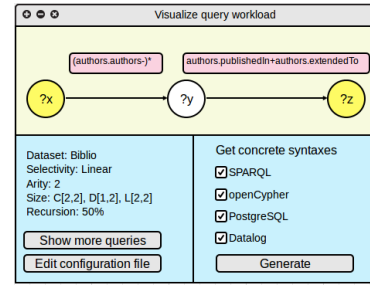 Visualize query workload
(authors.authors-)*
authors.publishedIn+authors.extendedTo
?x
?y
?z
Dataset: Biblio
Selectivity: Linear
Arity: 2
Size: C[2,2], D[1,2], L[2,2]
Recursion: 50%
Show more queries
Edit configuration file
Get concrete syntaxes
SPARQL
openCypher
PostgreSQL
Datalog
Generate